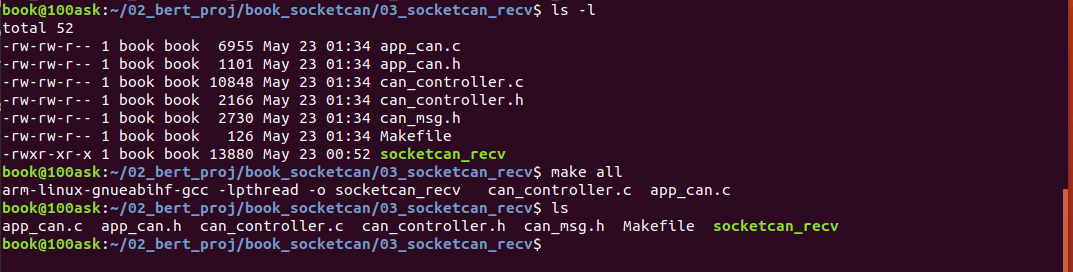 book@100ask:~/02_bert_proj/book_socketcan/03_socketcan_recv$ ls -l
total 52
-rw-rw-r-- 1 book book  6955 May 23 01:34 app_can.c
-rw-rw-r-- 1 book book  1101 May 23 01:34 app_can.h
-rw-rw-r-- 1 book book 10848 May 23 01:34 can_controller.c
-rw-rw-r-- 1 book book  2166 May 23 01:34 can_controller.h
-rw-rw-r-- 1 book book  2730 May 23 01:34 can_msg.h
-rw-rw-r-- 1 book book   126 May 23 01:34 Makefile
-rwxr-xr-x 1 book book 13880 May 23 00:52 socketcan_recv
book@100ask:~/02_bert_proj/book_socketcan/03_socketcan_recv$ make all
arm-linux-gnueabihf-gcc -lpthread -o socketcan_recv   can_controller.c  app_can.c
book@100ask:~/02_bert_proj/book_socketcan/03_socketcan_recv$ ls
app_can.c  app_can.h  can_controller.c  can_controller.h  can_msg.h  Makefile  socketcan_recv
book@100ask:~/02_bert_proj/book_socketcan/03_socketcan_recv$